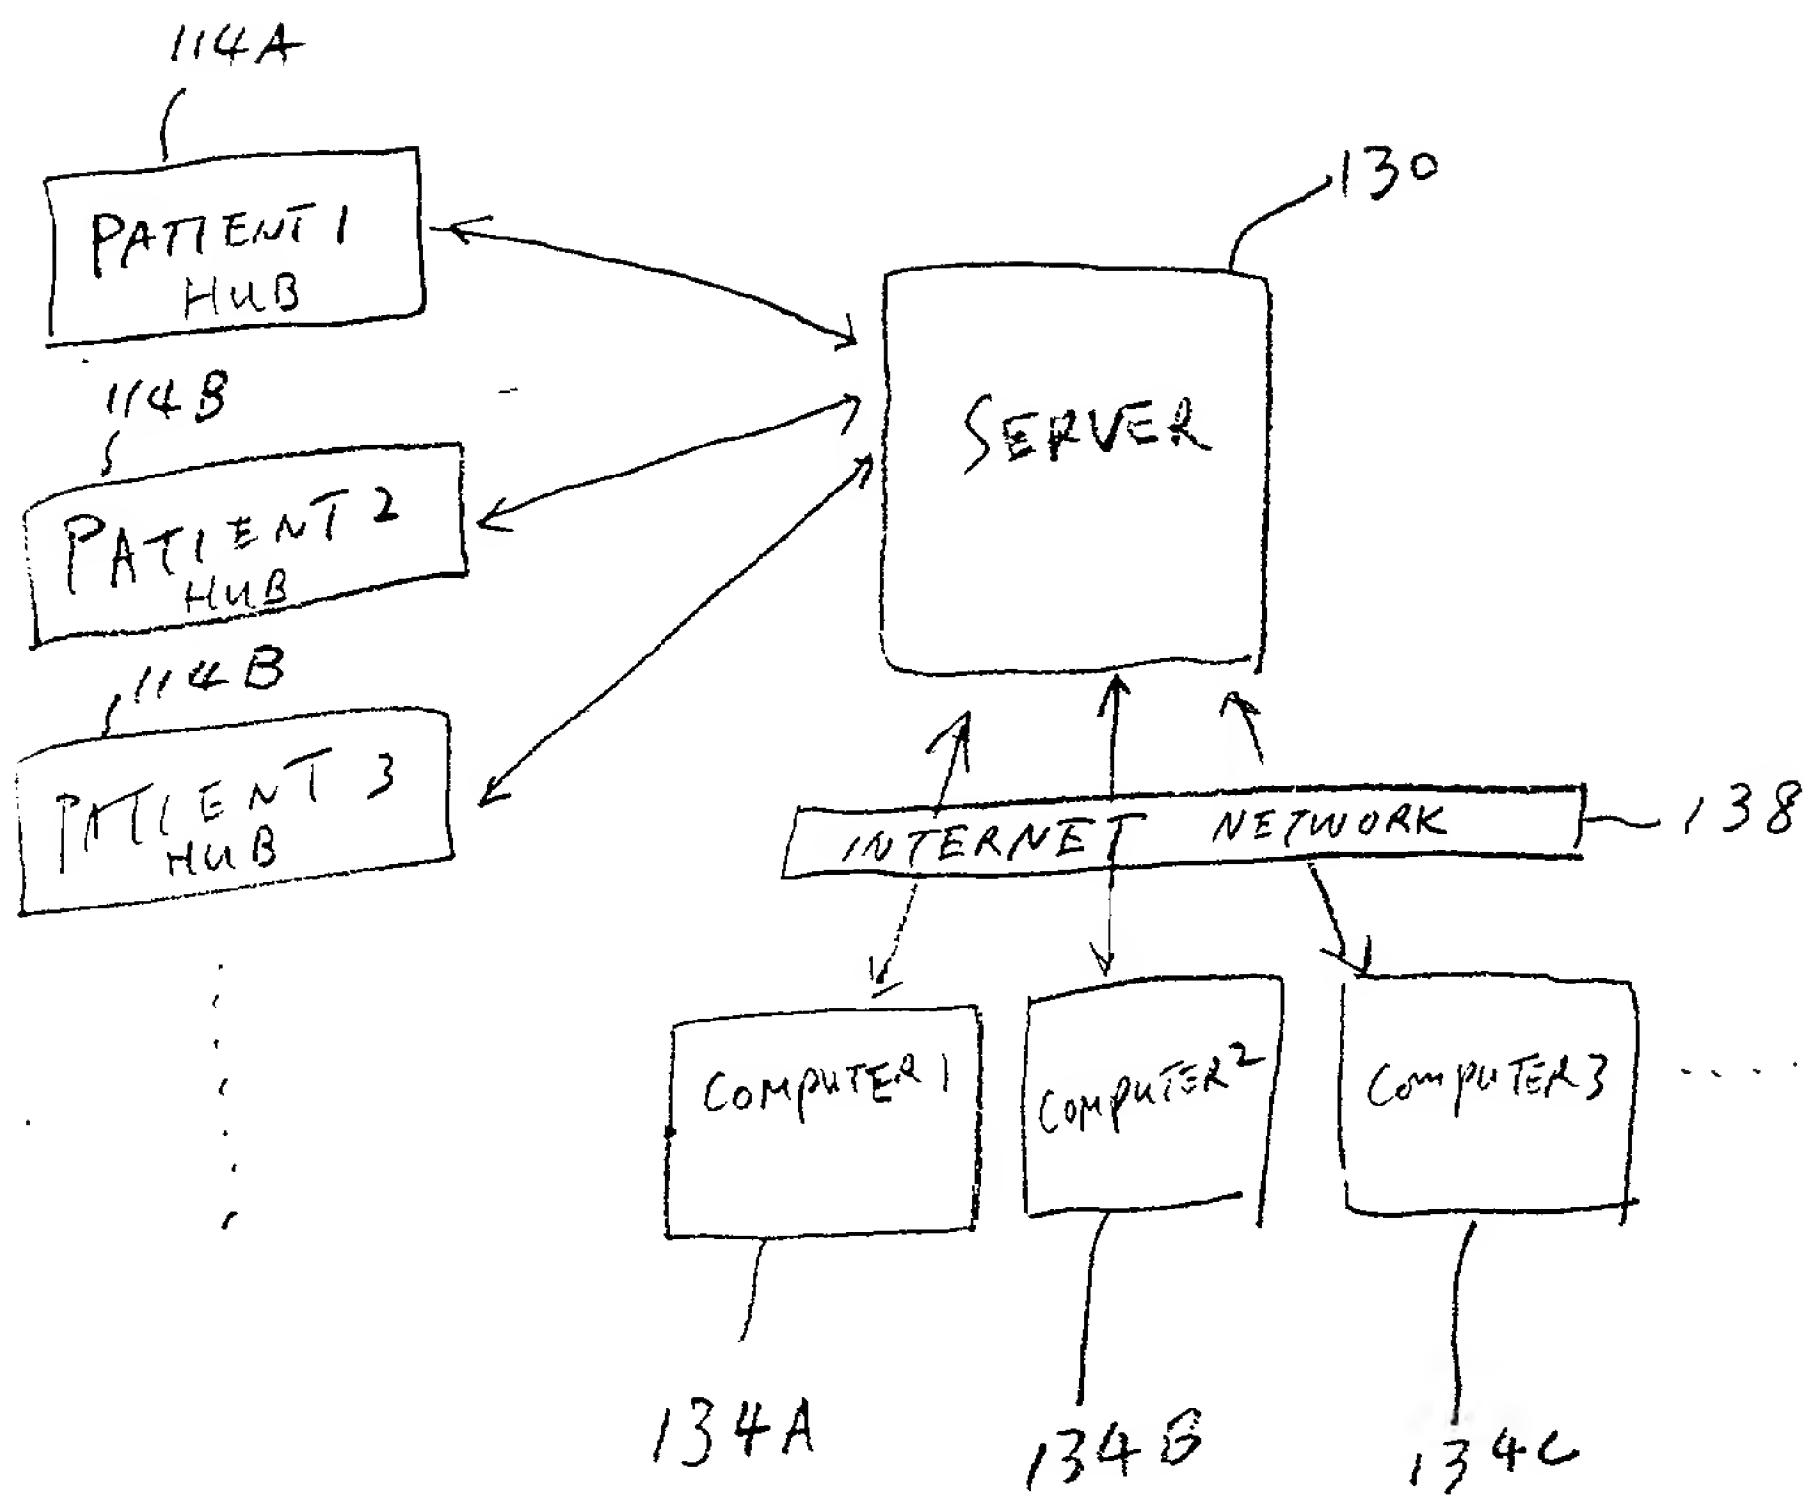 114A
PATIENT 1
HUB
130
SERVER
114B
PATIENT 2
HUB
114B
PATIENT 3
HUB
INTERNET NETWORK
138
COMPUTER 1
COMPUTER 2
COMPUTER 3
134A
134B
134C